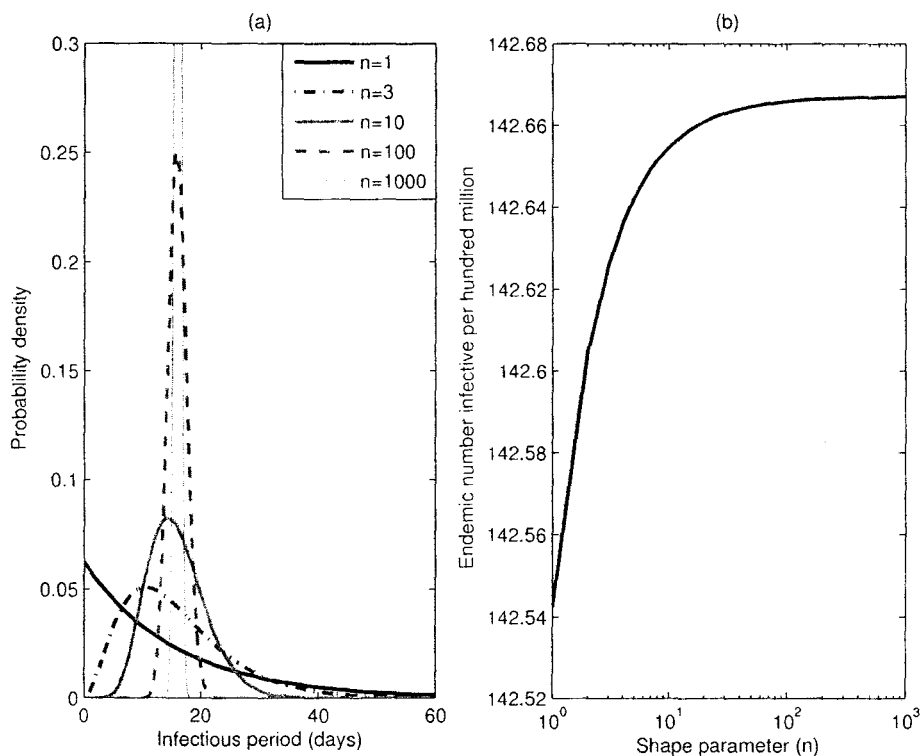 (a)
0.3
0.25
0.2
0.15
0.1
0.05
0
Probablility density
0 20 40 60
Infectious period (days)
n=1
n=3
n=10
n=100
n=1000
(b)
142.68
142.66
142.64
142.62
142.6
142.58
142.56
142.54
142.52
Endemic number infective per hundred million
10^0 10^1 10^2 10^3
Shape parameter (n)